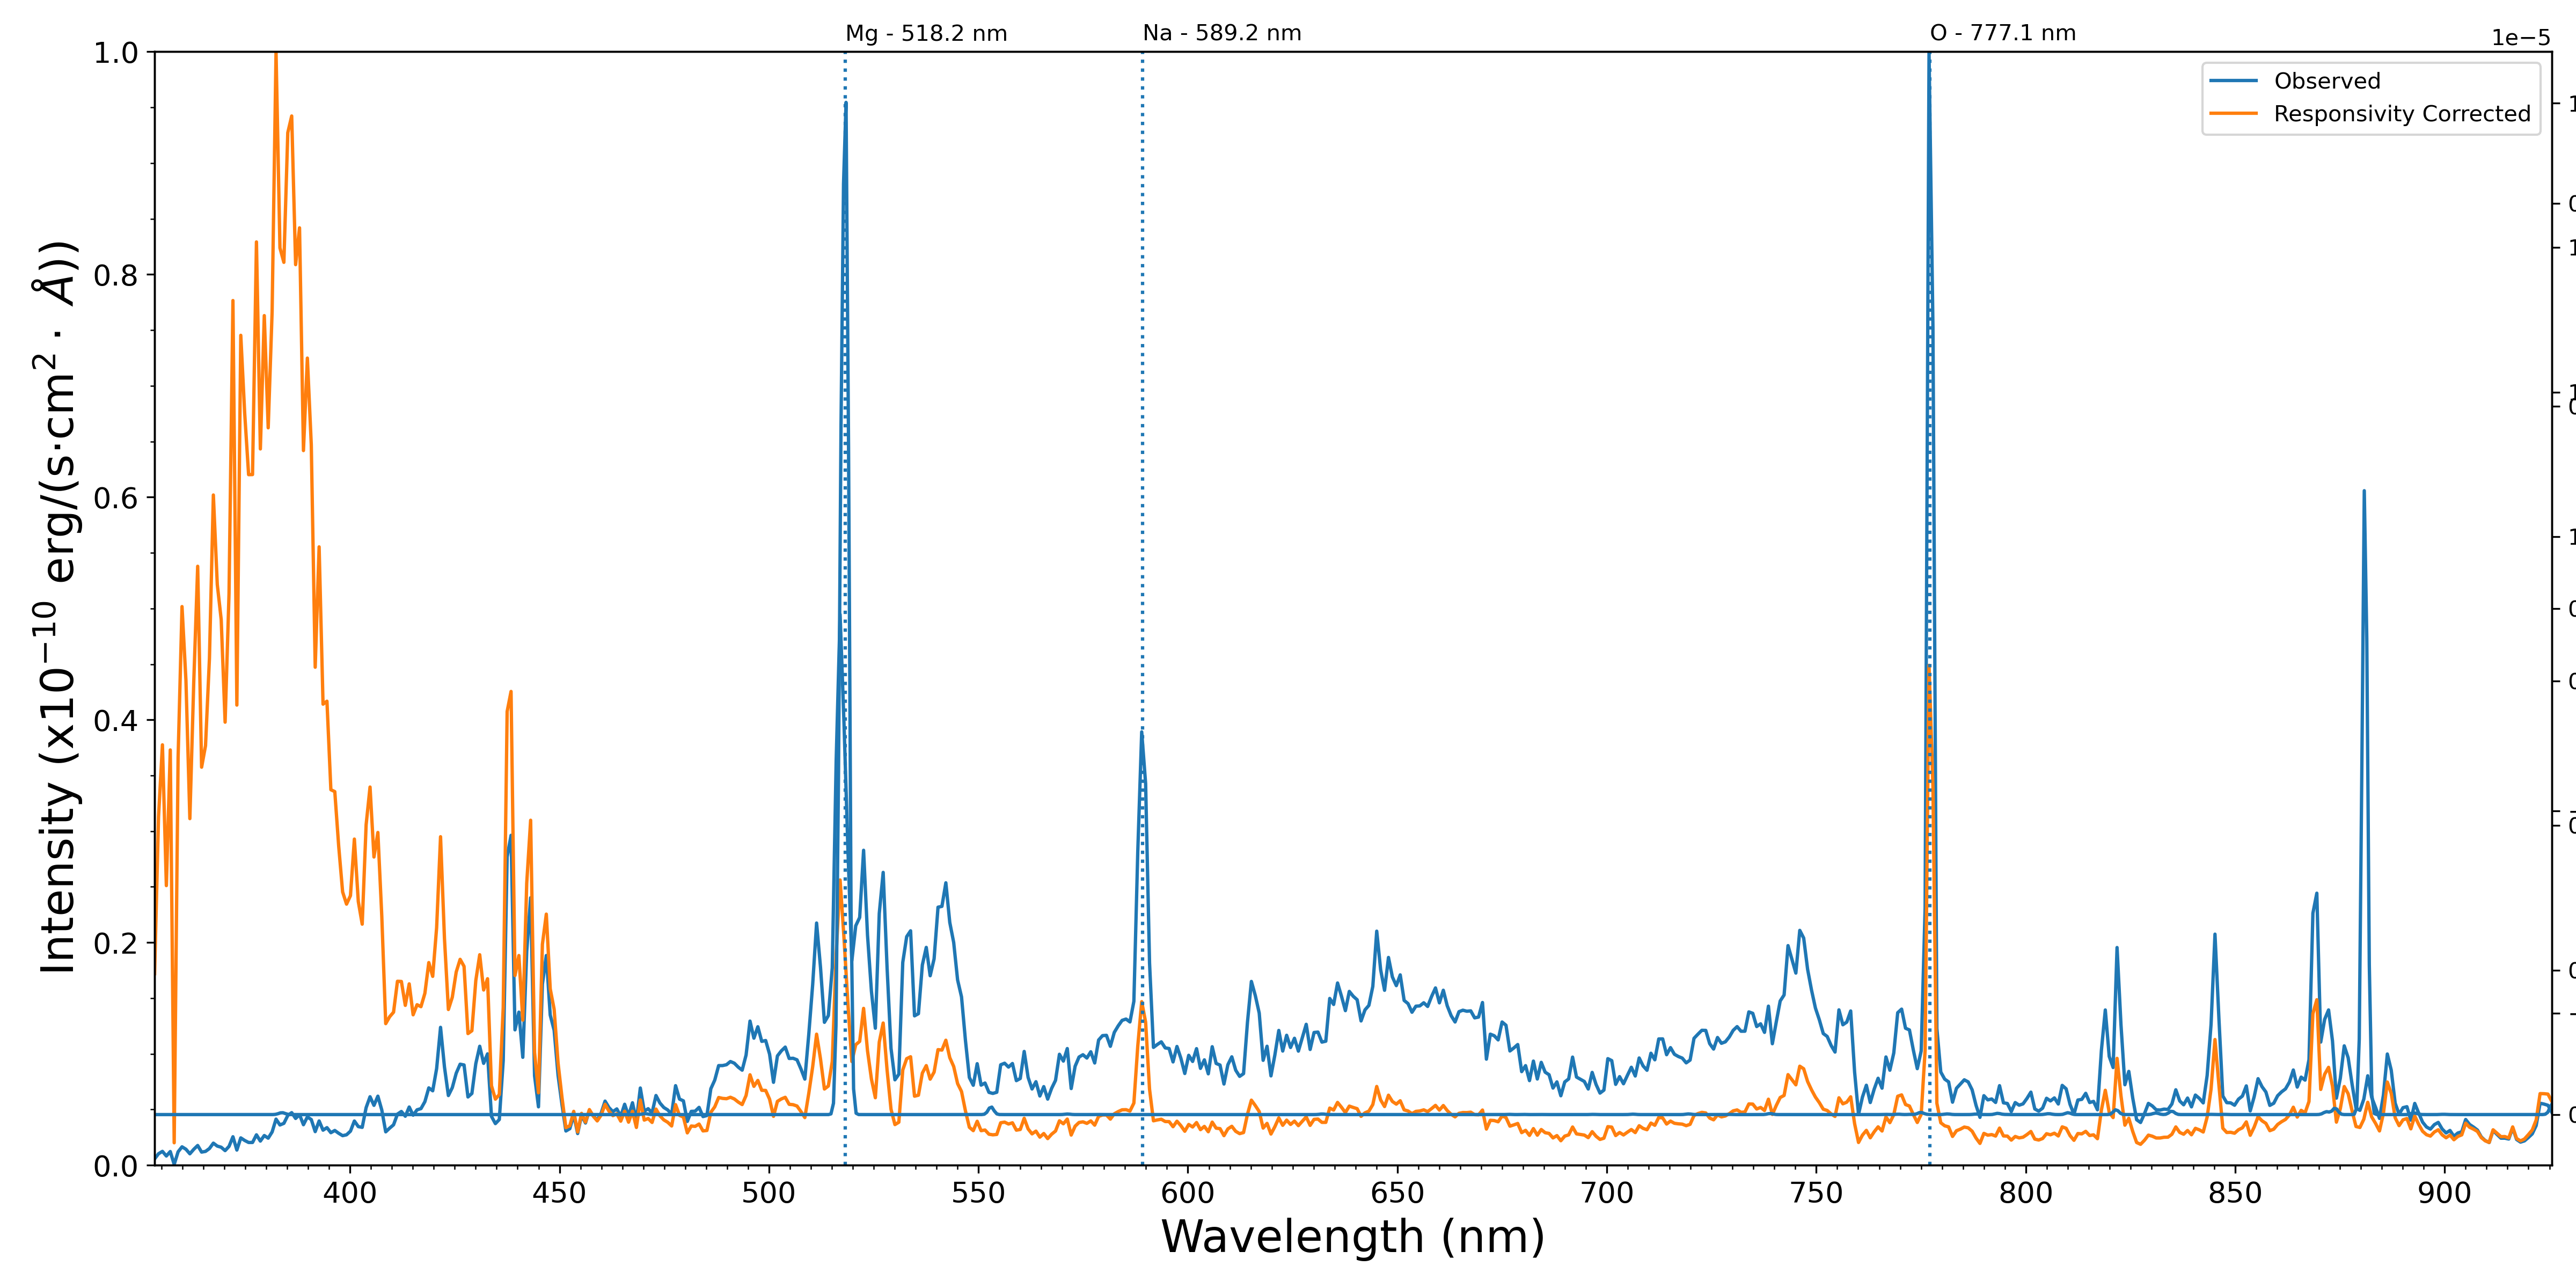 Mg - 518.2 nm
Na - 589.2 nm
O - 777.1 nm
1e−5
Observed
Responsivity Corrected
1.0
0.8
0.6
0.4
0.2
0.0
Intensity (x10⁻¹⁰ erg/(s·cm² · Å))
400 450 500 550 600 650 700 750 800 850 900
Wavelength (nm)